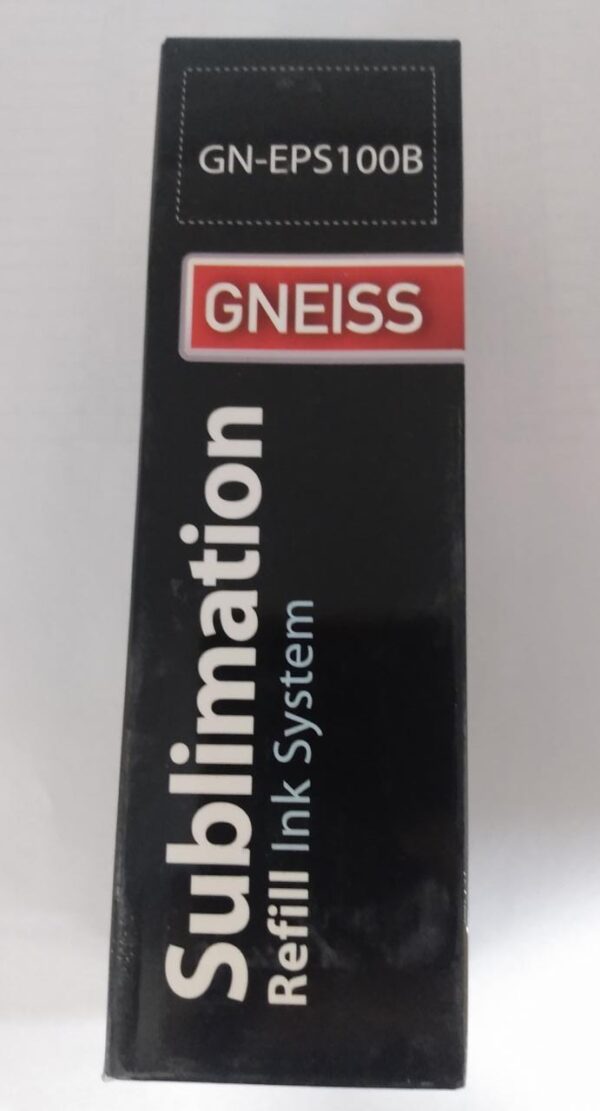 GN-EPS100B
GNEISS
Sublimation
Refill Ink System